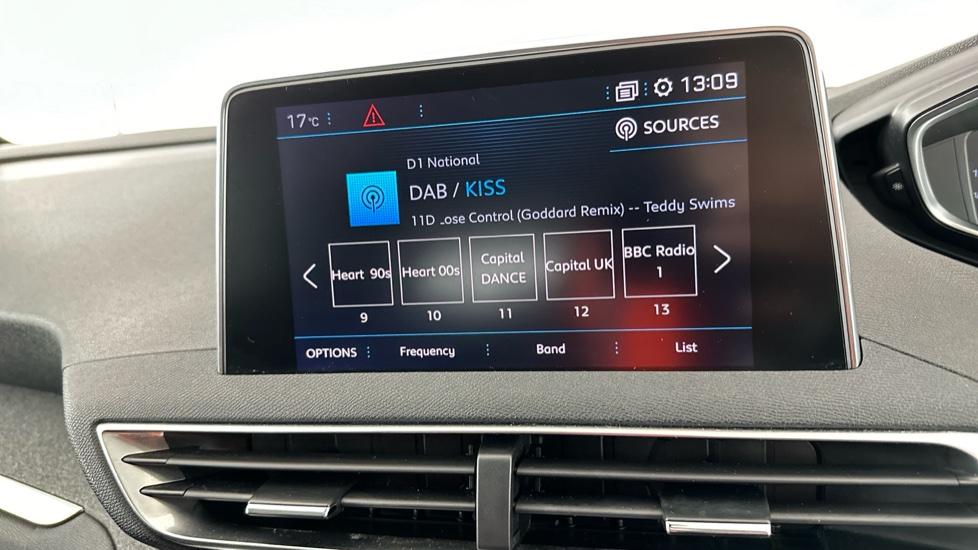 17°C
13:09
SOURCES
D1 National
DAB / KISS
11D .ose Control (Goddard Remix) -- Teddy Swims
Heart 90s
Heart 00s
Capital
DANCE
Capital UK
BBC Radio
1
9
10
11
12
13
OPTIONS
Frequency
Band
List